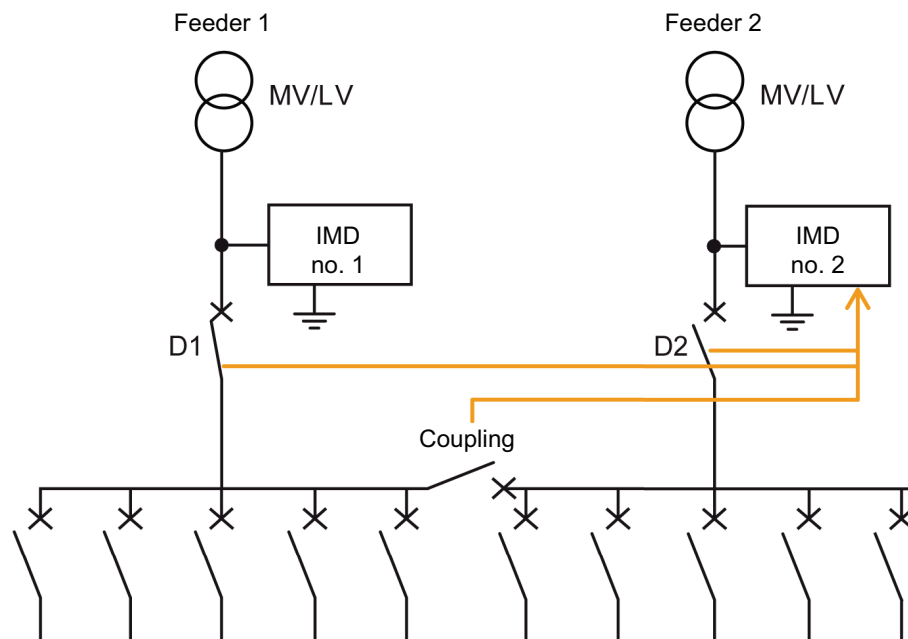 Feeder 1
Feeder 2
MV/LV
MV/LV
IMD
no. 1
IMD
no. 2
D1
D2
Coupling